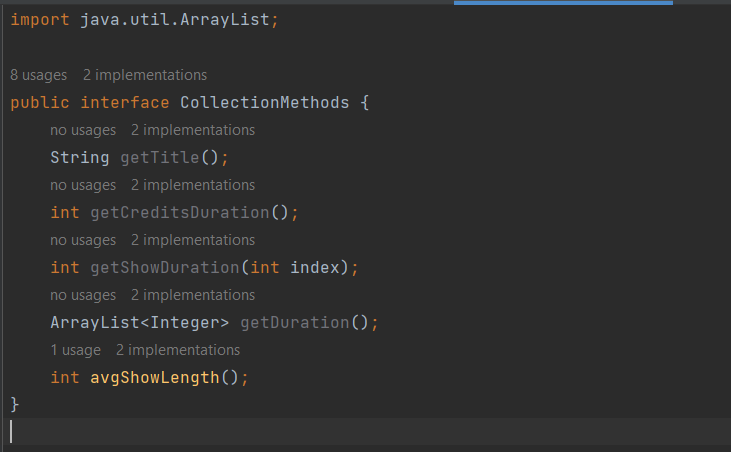 import java.util.ArrayList;
8 usages 2 implementations
public interface CollectionMethods {
no usages 2 implementations
String getTitle();
no usages 2 implementations
int getCreditsDuration();
no usages 2 implementations
int getShowDuration(int index);
no usages 2 implementations
ArrayList<Integer> getDuration();
1 usage 2 implementations
int avgShowLength();
}